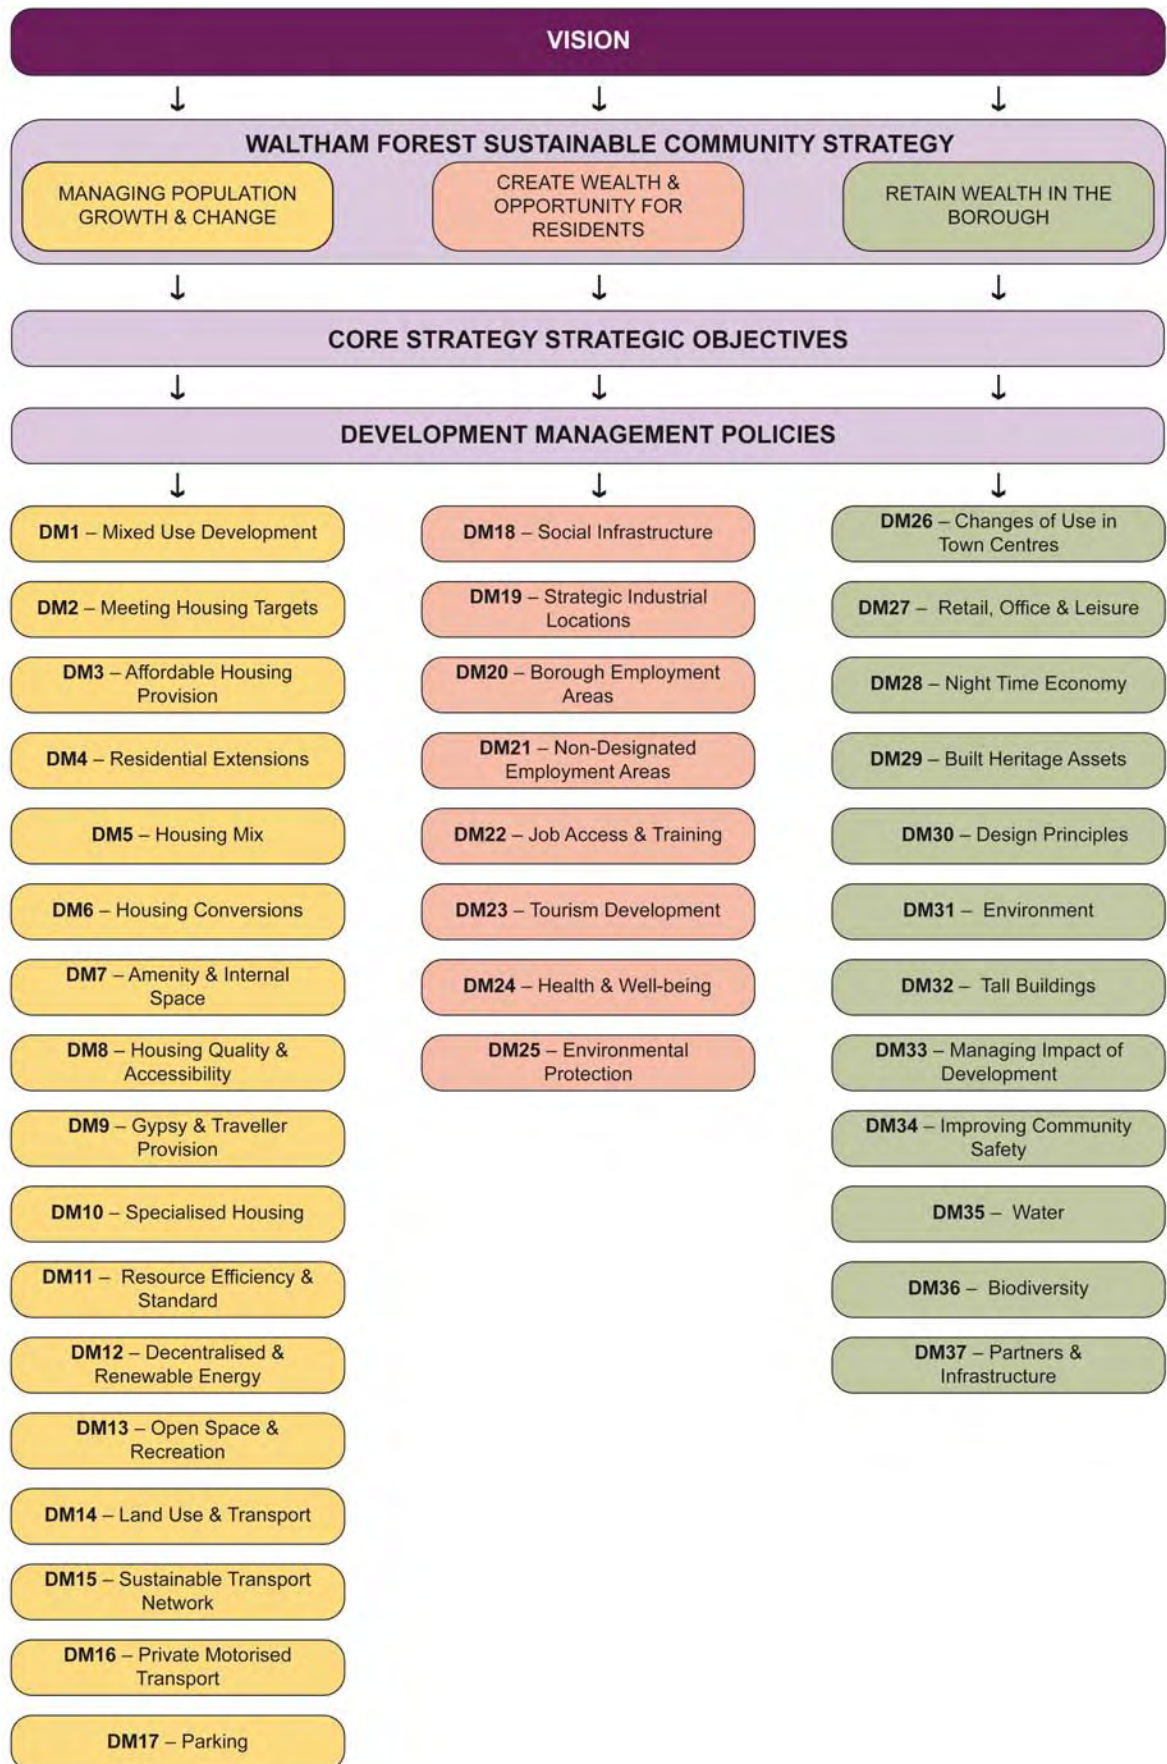 VISION
WALTHAM FOREST SUSTAINABLE COMMUNITY STRATEGY
MANAGING POPULATION
GROWTH & CHANGE
CREATE WEALTH &
OPPORTUNITY FOR
RESIDENTS
RETAIN WEALTH IN THE
BOROUGH
CORE STRATEGY STRATEGIC OBJECTIVES
DEVELOPMENT MANAGEMENT POLICIES
DM1 – Mixed Use Development
DM2 – Meeting Housing Targets
DM3 – Affordable Housing
Provision
DM4 – Residential Extensions
DM5 – Housing Mix
DM6 – Housing Conversions
DM7 – Amenity & Internal
Space
DM8 – Housing Quality &
Accessibility
DM9 – Gypsy & Traveller
Provision
DM10 – Specialised Housing
DM11 – Resource Efficiency &
Standard
DM12 – Decentralised &
Renewable Energy
DM13 – Open Space &
Recreation
DM14 – Land Use & Transport
DM15 – Sustainable Transport
Network
DM16 – Private Motorised
Transport
DM17 – Parking
DM18 – Social Infrastructure
DM19 – Strategic Industrial
Locations
DM20 – Borough Employment
Areas
DM21 – Non-Designated
Employment Areas
DM22 – Job Access & Training
DM23 – Tourism Development
DM24 – Health & Well-being
DM25 – Environmental
Protection
DM26 – Changes of Use in
Town Centres
DM27 – Retail, Office & Leisure
DM28 – Night Time Economy
DM29 – Built Heritage Assets
DM30 – Design Principles
DM31 – Environment
DM32 – Tall Buildings
DM33 – Managing Impact of
Development
DM34 – Improving Community
Safety
DM35 – Water
DM36 – Biodiversity
DM37 – Partners &
Infrastructure